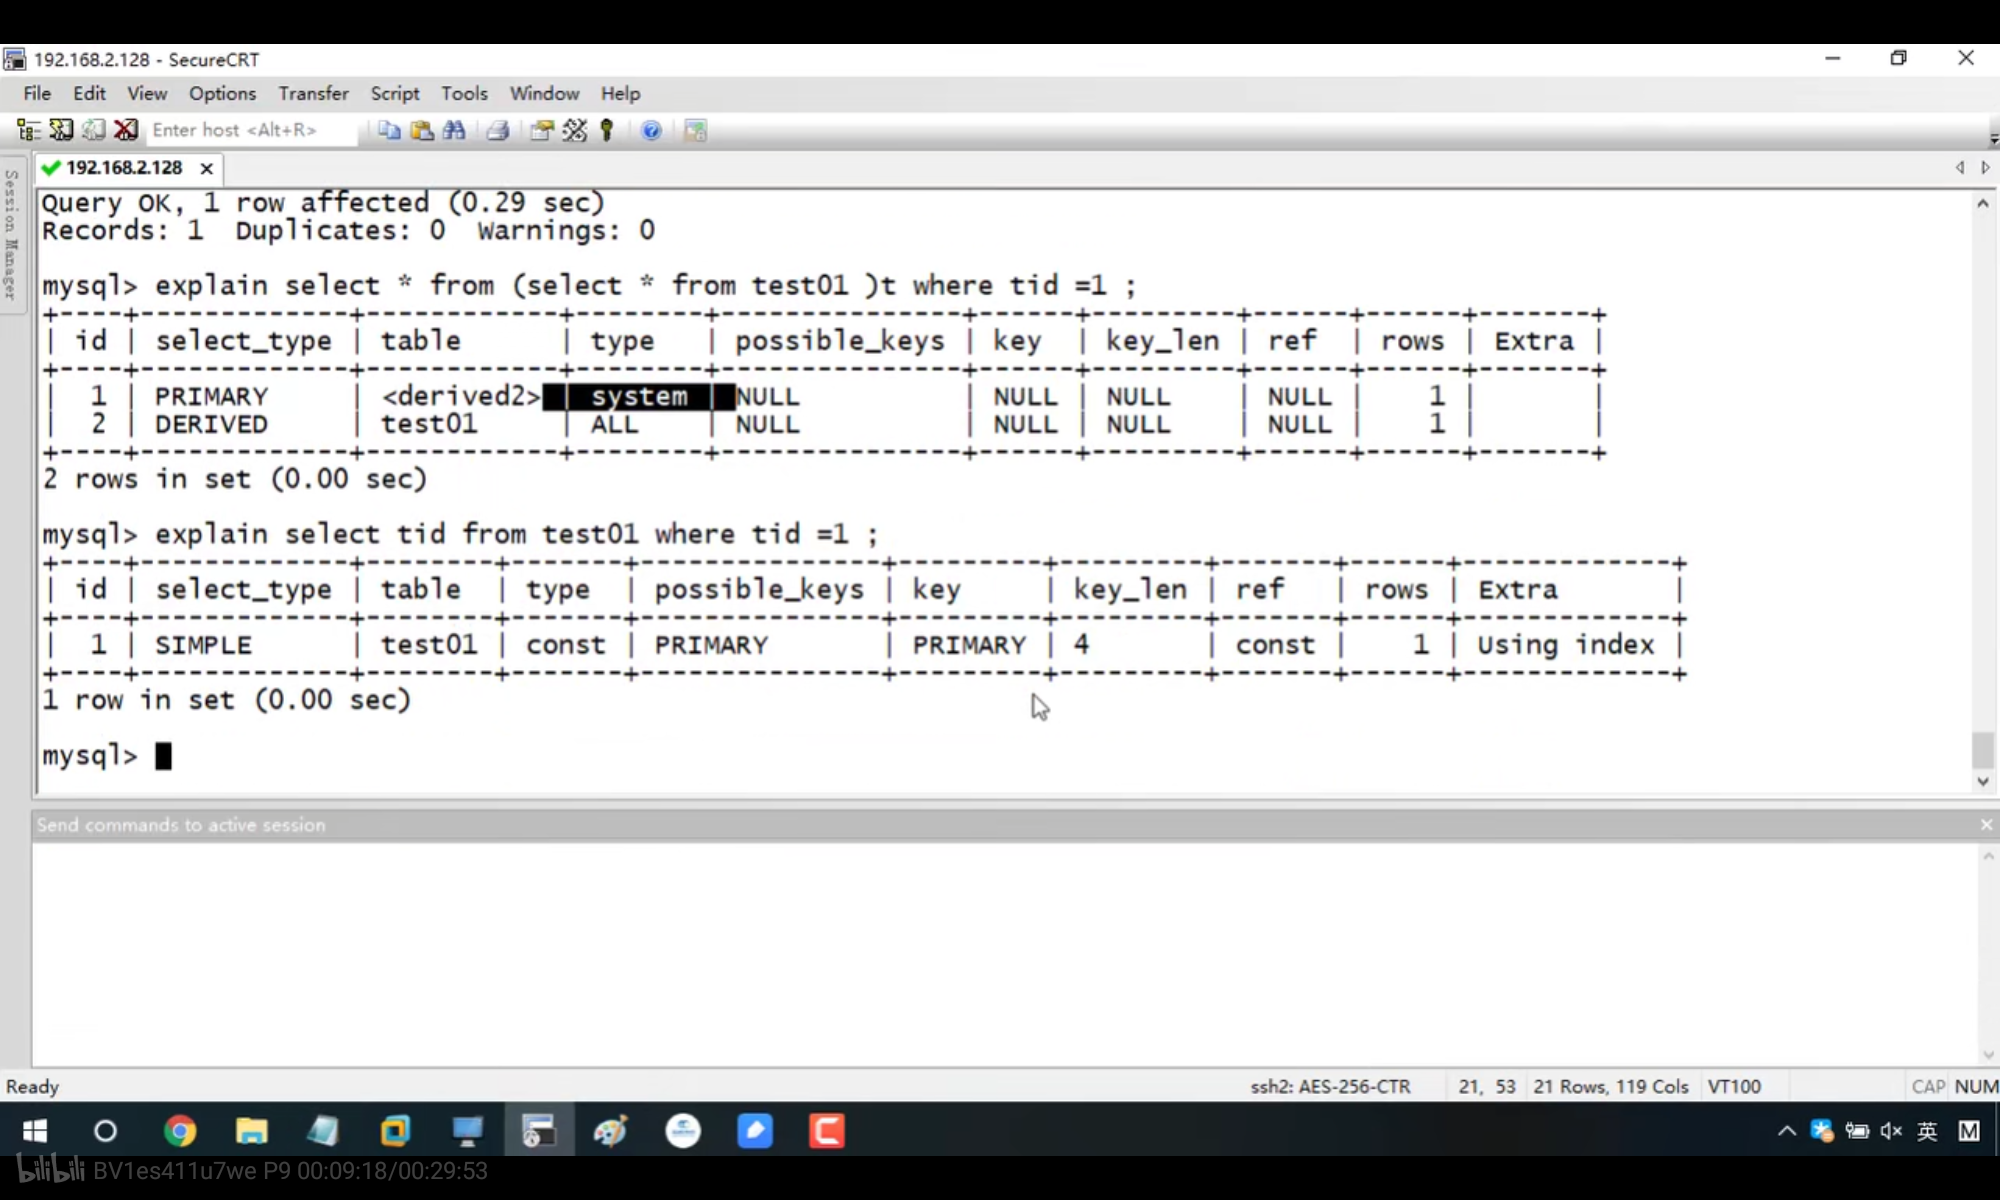 192.168.2.128 - SecureCRT
File Edit View Options Transfer Script Tools Window Help
Enter host <Alt+R>
192.168.2.128
Session Manager
Query OK, 1 row affected (0.29 sec)
Records: 1  Duplicates: 0  Warnings: 0
mysql> explain select * from (select * from test01 )t where tid =1 ;
+----+-------------+------------+--------+---------------+------+---------+------+------+-------+
| id | select_type | table      | type   | possible_keys | key  | key_len | ref  | rows | Extra |
+----+-------------+------------+--------+---------------+------+---------+------+------+-------+
|  1 | PRIMARY     | <derived2> | system | NULL          | NULL | NULL    | NULL |    1 |       |
|  2 | DERIVED     | test01     | ALL    | NULL          | NULL | NULL    | NULL |    1 |       |
+----+-------------+------------+--------+---------------+------+---------+------+------+-------+
2 rows in set (0.00 sec)
mysql> explain select tid from test01 where tid =1 ;
+----+-------------+--------+-------+---------------+---------+---------+-------+------+-------------+
| id | select_type | table  | type  | possible_keys | key     | key_len | ref   | rows | Extra       |
+----+-------------+--------+-------+---------------+---------+---------+-------+------+-------------+
|  1 | SIMPLE      | test01 | const | PRIMARY       | PRIMARY | 4       | const |    1 | Using index |
+----+-------------+--------+-------+---------------+---------+---------+-------+------+-------------+
1 row in set (0.00 sec)
mysql>
Send commands to active session
Ready ssh2: AES-256-CTR 21, 53 21 Rows, 119 Cols VT100 CAP NUM
英 M
bilibili BV1es411u7we P9 00:09:18/00:29:53